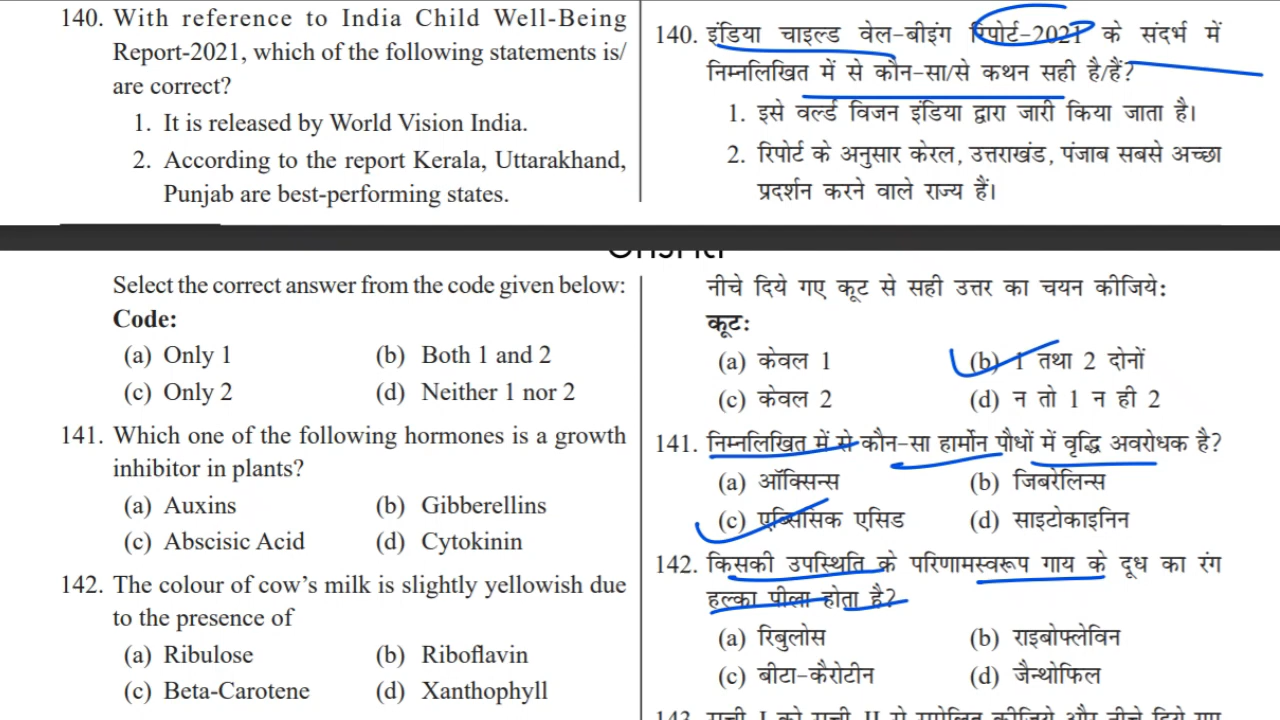 140. With reference to India Child Well-Being
Report-2021, which of the following statements is/
are correct?
1. It is released by World Vision India.
2. According to the report Kerala, Uttarakhand,
Punjab are best-performing states.
Select the correct answer from the code given below:
Code:
(a) Only 1 (b) Both 1 and 2
(c) Only 2 (d) Neither 1 nor 2
141. Which one of the following hormones is a growth
inhibitor in plants?
(a) Auxins (b) Gibberellins
(c) Abscisic Acid (d) Cytokinin
142. The colour of cow’s milk is slightly yellowish due
to the presence of
(a) Ribulose (b) Riboflavin
(c) Beta-Carotene (d) Xanthophyll
140. इंडिया चाइल्ड वेल-बीइंग रिपोर्ट-2021 के संदर्भ में
निम्नलिखित में से कौन-सा/से कथन सही है/हैं?
1. इसे वर्ल्ड विजन इंडिया द्वारा जारी किया जाता है।
2. रिपोर्ट के अनुसार केरल, उत्तराखंड, पंजाब सबसे अच्छा
प्रदर्शन करने वाले राज्य हैं।
नीचे दिये गए कूट से सही उत्तर का चयन कीजिये:
कूट:
(a) केवल 1 (b) 1 तथा 2 दोनों
(c) केवल 2 (d) न तो 1 न ही 2
141. निम्नलिखित में से कौन-सा हार्मोन पौधों में वृद्धि अवरोधक है?
(a) ऑक्सिन्स (b) जिबरेलिन्स
(c) एब्सिसिक एसिड (d) साइटोकाइनिन
142. किसकी उपस्थिति के परिणामस्वरूप गाय के दूध का रंग
हल्का पीला होता है?
(a) रिबुलोस (b) राइबोफ्लेविन
(c) बीटा-कैरोटीन (d) जैन्थोफिल